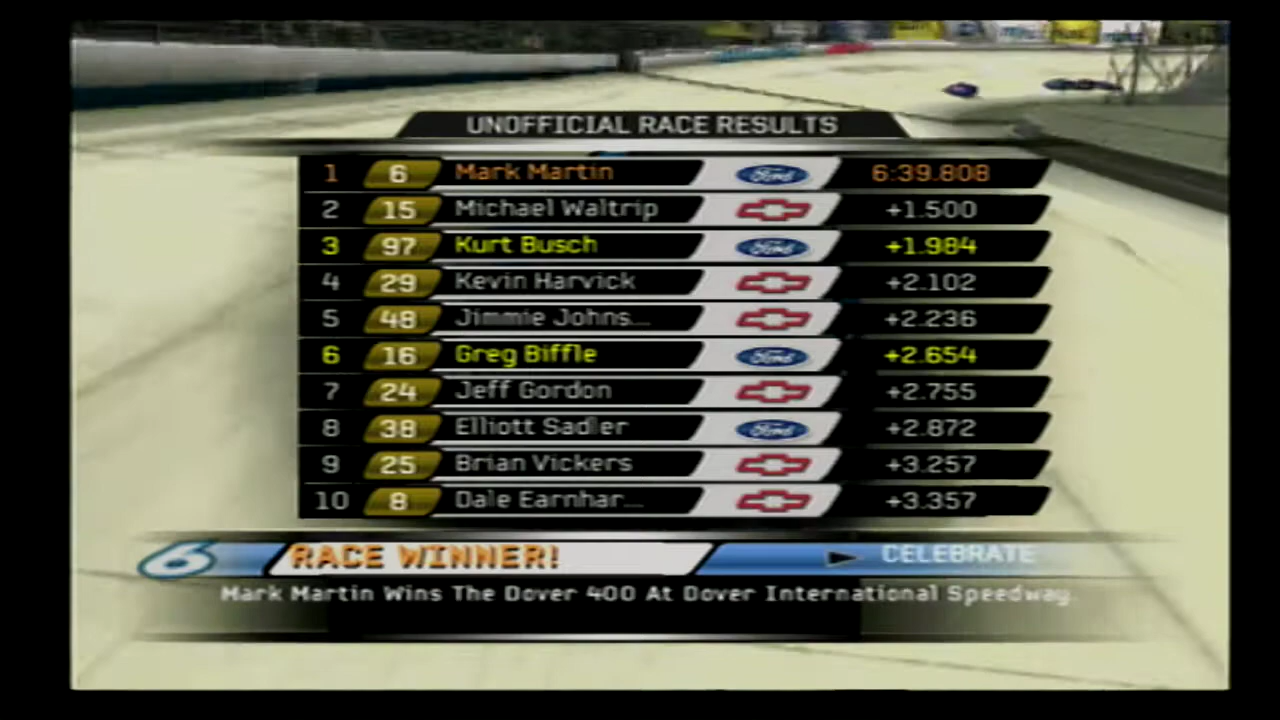 UNOFFICIAL RACE RESULTS
1 6 Mark Martin Ford 6:39.808
2 15 Michael Waltrip +1.500
3 97 Kurt Busch Ford +1.984
4 29 Kevin Harvick +2.102
5 48 Jimmie Johns... +2.236
6 16 Greg Biffle Ford +2.654
7 24 Jeff Gordon +2.755
8 38 Elliott Sadler Ford +2.872
9 25 Brian Vickers +3.257
10 8 Dale Earnhar... +3.357
6 RACE WINNER! CELEBRATE
Mark Martin Wins The Dover 400 At Dover International Speedway.